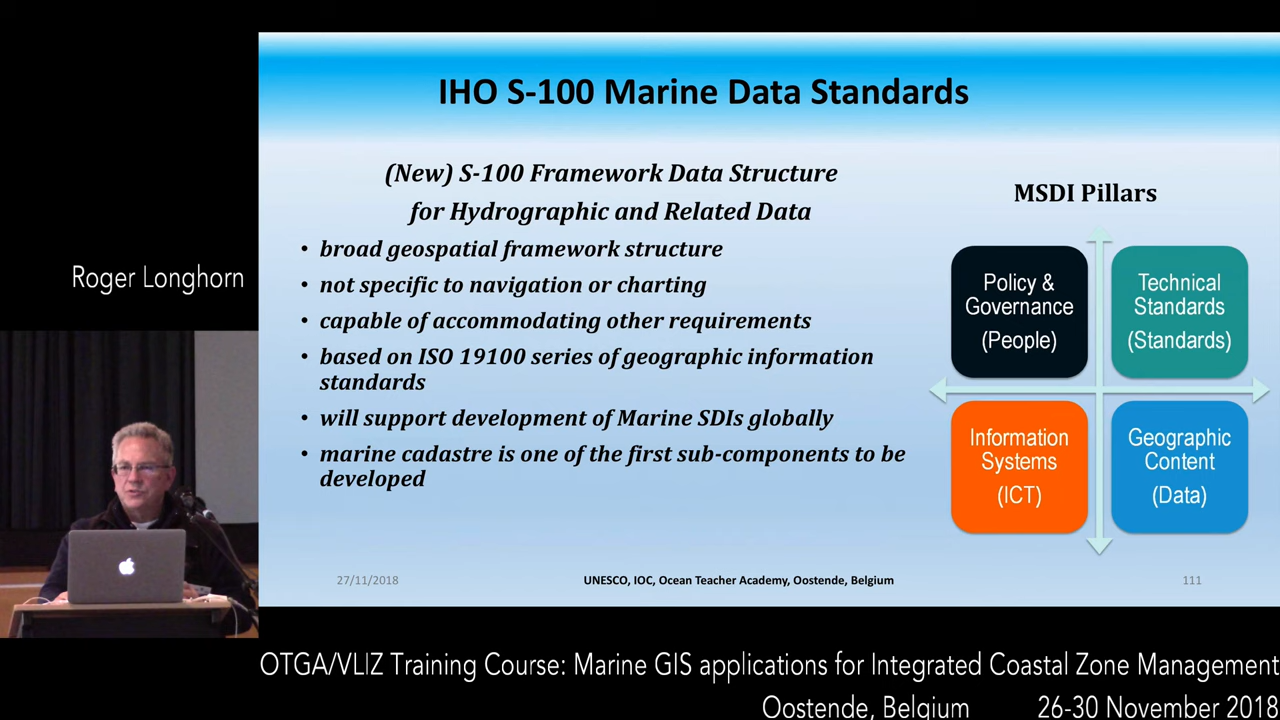 IHO S-100 Marine Data Standards
(New) S-100 Framework Data Structure
for Hydrographic and Related Data
• broad geospatial framework structure
• not specific to navigation or charting
• capable of accommodating other requirements
• based on ISO 19100 series of geographic information
standards
• will support development of Marine SDIs globally
• marine cadastre is one of the first sub-components to be
developed
MSDI Pillars
Policy &
Governance
(People)
Technical
Standards
(Standards)
Information
Systems
(ICT)
Geographic
Content
(Data)
27/11/2018
UNESCO, IOC, Ocean Teacher Academy, Oostende, Belgium
111
Roger Longhorn
OTGA/VLIZ Training Course: Marine GIS applications for Integrated Coastal Zone Management
Oostende, Belgium 26-30 November 2018